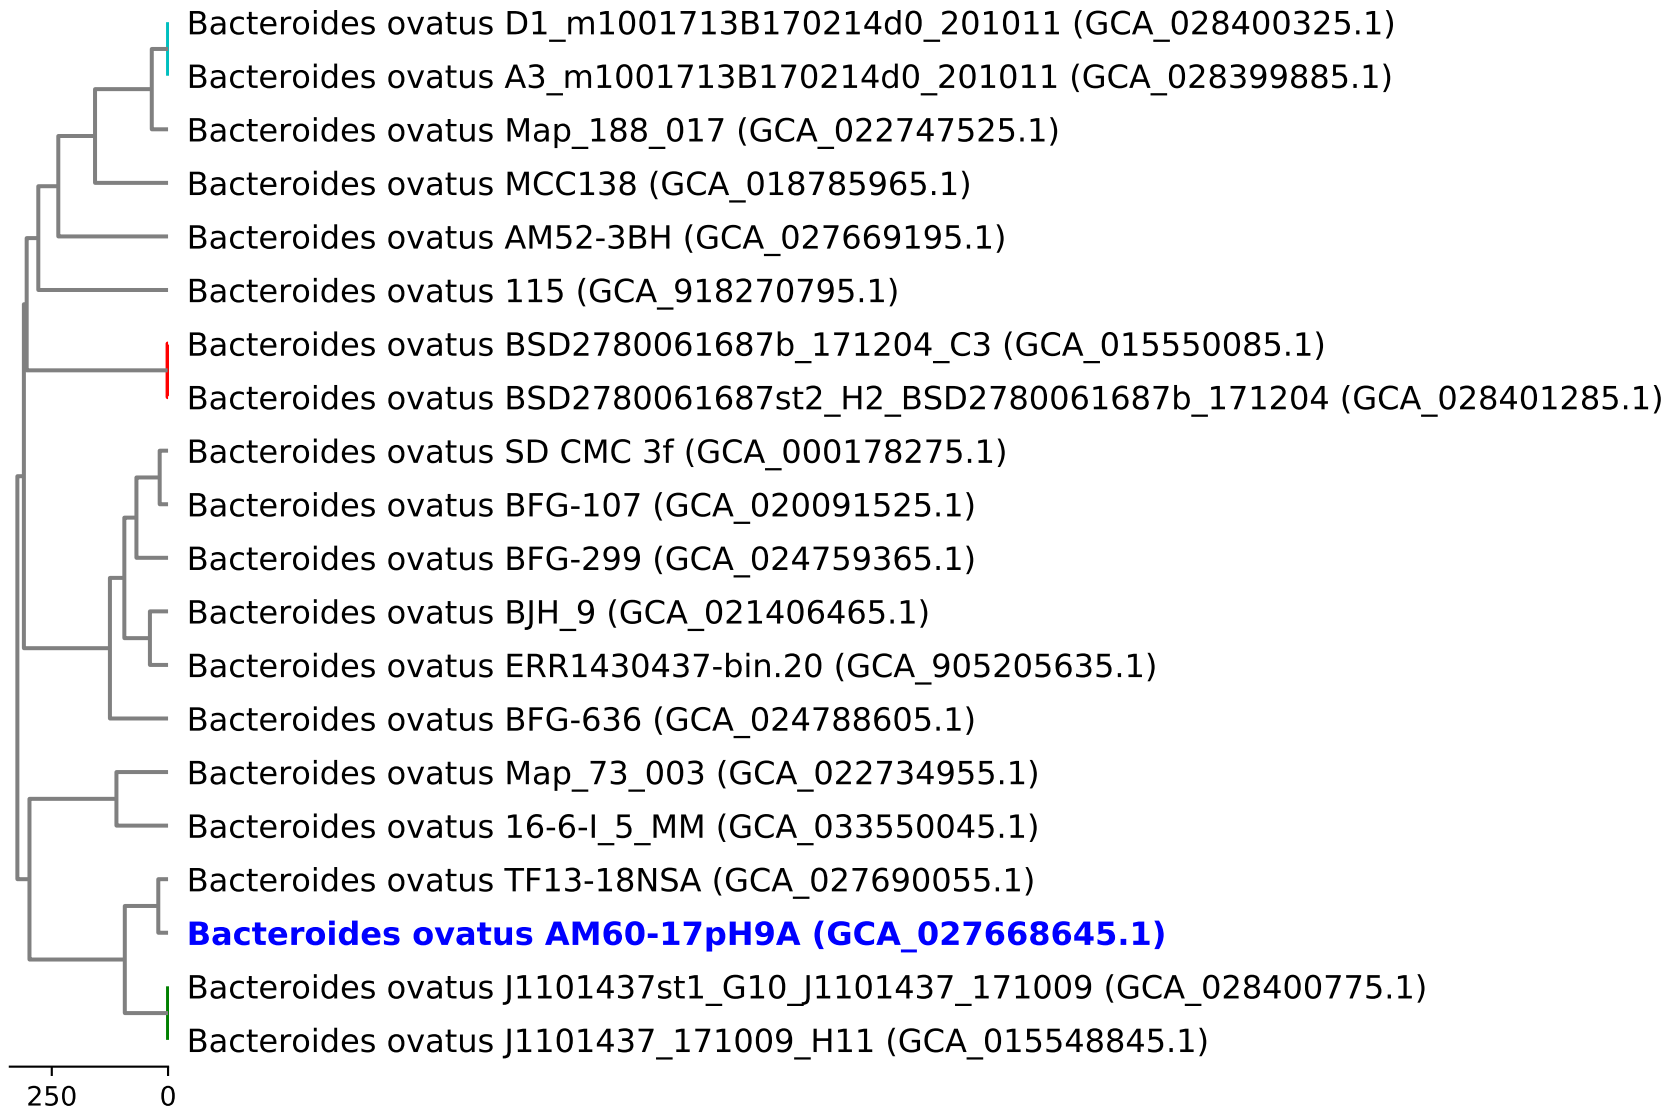 Bacteroides ovatus D1_m1001713B170214d0_201011 (GCA_028400325.1)
Bacteroides ovatus A3_m1001713B170214d0_201011 (GCA_028399885.1)
Bacteroides ovatus Map_188_017 (GCA_022747525.1)
Bacteroides ovatus MCC138 (GCA_018785965.1)
Bacteroides ovatus AM52-3BH (GCA_027669195.1)
Bacteroides ovatus 115 (GCA_918270795.1)
Bacteroides ovatus BSD2780061687b_171204_C3 (GCA_015550085.1)
Bacteroides ovatus BSD2780061687st2_H2_BSD2780061687b_171204 (GCA_028401285.1)
Bacteroides ovatus SD CMC 3f (GCA_000178275.1)
Bacteroides ovatus BFG-107 (GCA_020091525.1)
Bacteroides ovatus BFG-299 (GCA_024759365.1)
Bacteroides ovatus BJH_9 (GCA_021406465.1)
Bacteroides ovatus ERR1430437-bin.20 (GCA_905205635.1)
Bacteroides ovatus BFG-636 (GCA_024788605.1)
Bacteroides ovatus Map_73_003 (GCA_022734955.1)
Bacteroides ovatus 16-6-I_5_MM (GCA_033550045.1)
Bacteroides ovatus TF13-18NSA (GCA_027690055.1)
Bacteroides ovatus AM60-17pH9A (GCA_027668645.1)
Bacteroides ovatus J1101437st1_G10_J1101437_171009 (GCA_028400775.1)
Bacteroides ovatus J1101437_171009_H11 (GCA_015548845.1)
250 0